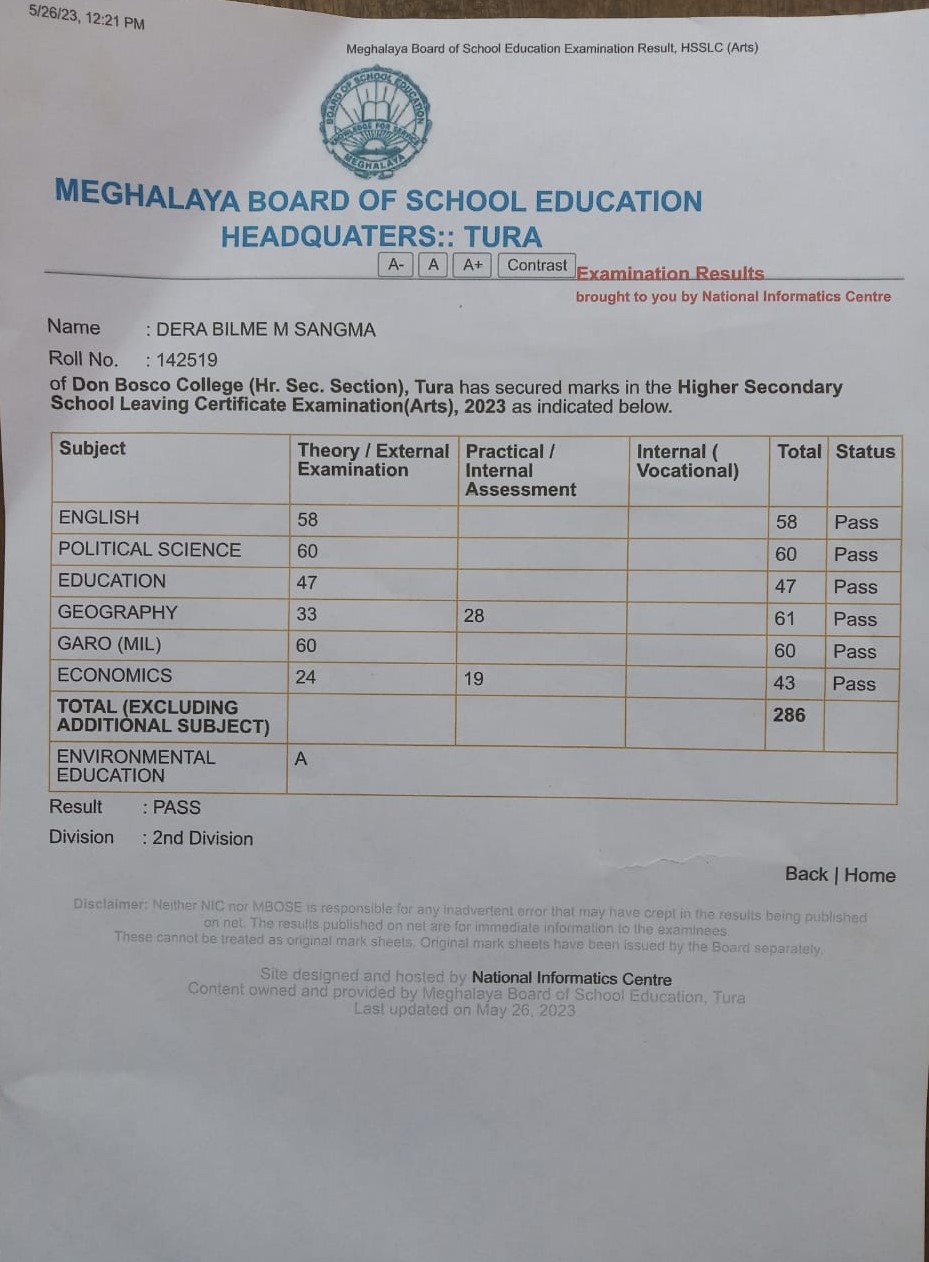 5/26/23, 12:21 PM
Meghalaya Board of School Education Examination Result, HSSLC (Arts)
BOARD OF SCHOOL EDUCATION
KNOWLEDGE FOR SERVICE
MEGHALAYA
MEGHALAYA BOARD OF SCHOOL EDUCATION
HEADQUATERS:: TURA
A- A A+ Contrast
Examination Results
brought to you by National Informatics Centre
Name : DERA BILME M SANGMA
Roll No. : 142519
of Don Bosco College (Hr. Sec. Section), Tura has secured marks in the Higher Secondary
School Leaving Certificate Examination(Arts), 2023 as indicated below.
Subject Theory / External Practical / Internal ( Total Status
Examination Internal Vocational)
Assessment
ENGLISH 58 58 Pass
POLITICAL SCIENCE 60 60 Pass
EDUCATION 47 47 Pass
GEOGRAPHY 33 28 61 Pass
GARO (MIL) 60 60 Pass
ECONOMICS 24 19 43 Pass
TOTAL (EXCLUDING 286
ADDITIONAL SUBJECT)
ENVIRONMENTAL A
EDUCATION
Result : PASS
Division : 2nd Division
Back | Home
Disclaimer: Neither NIC nor MBOSE is responsible for any inadvertent error that may have crept in the results being published
on net. The results published on net are for immediate information to the examinees.
These cannot be treated as original mark sheets. Original mark sheets have been issued by the Board separately.
Site designed and hosted by National Informatics Centre
Content owned and provided by Meghalaya Board of School Education, Tura
Last updated on May 26, 2023